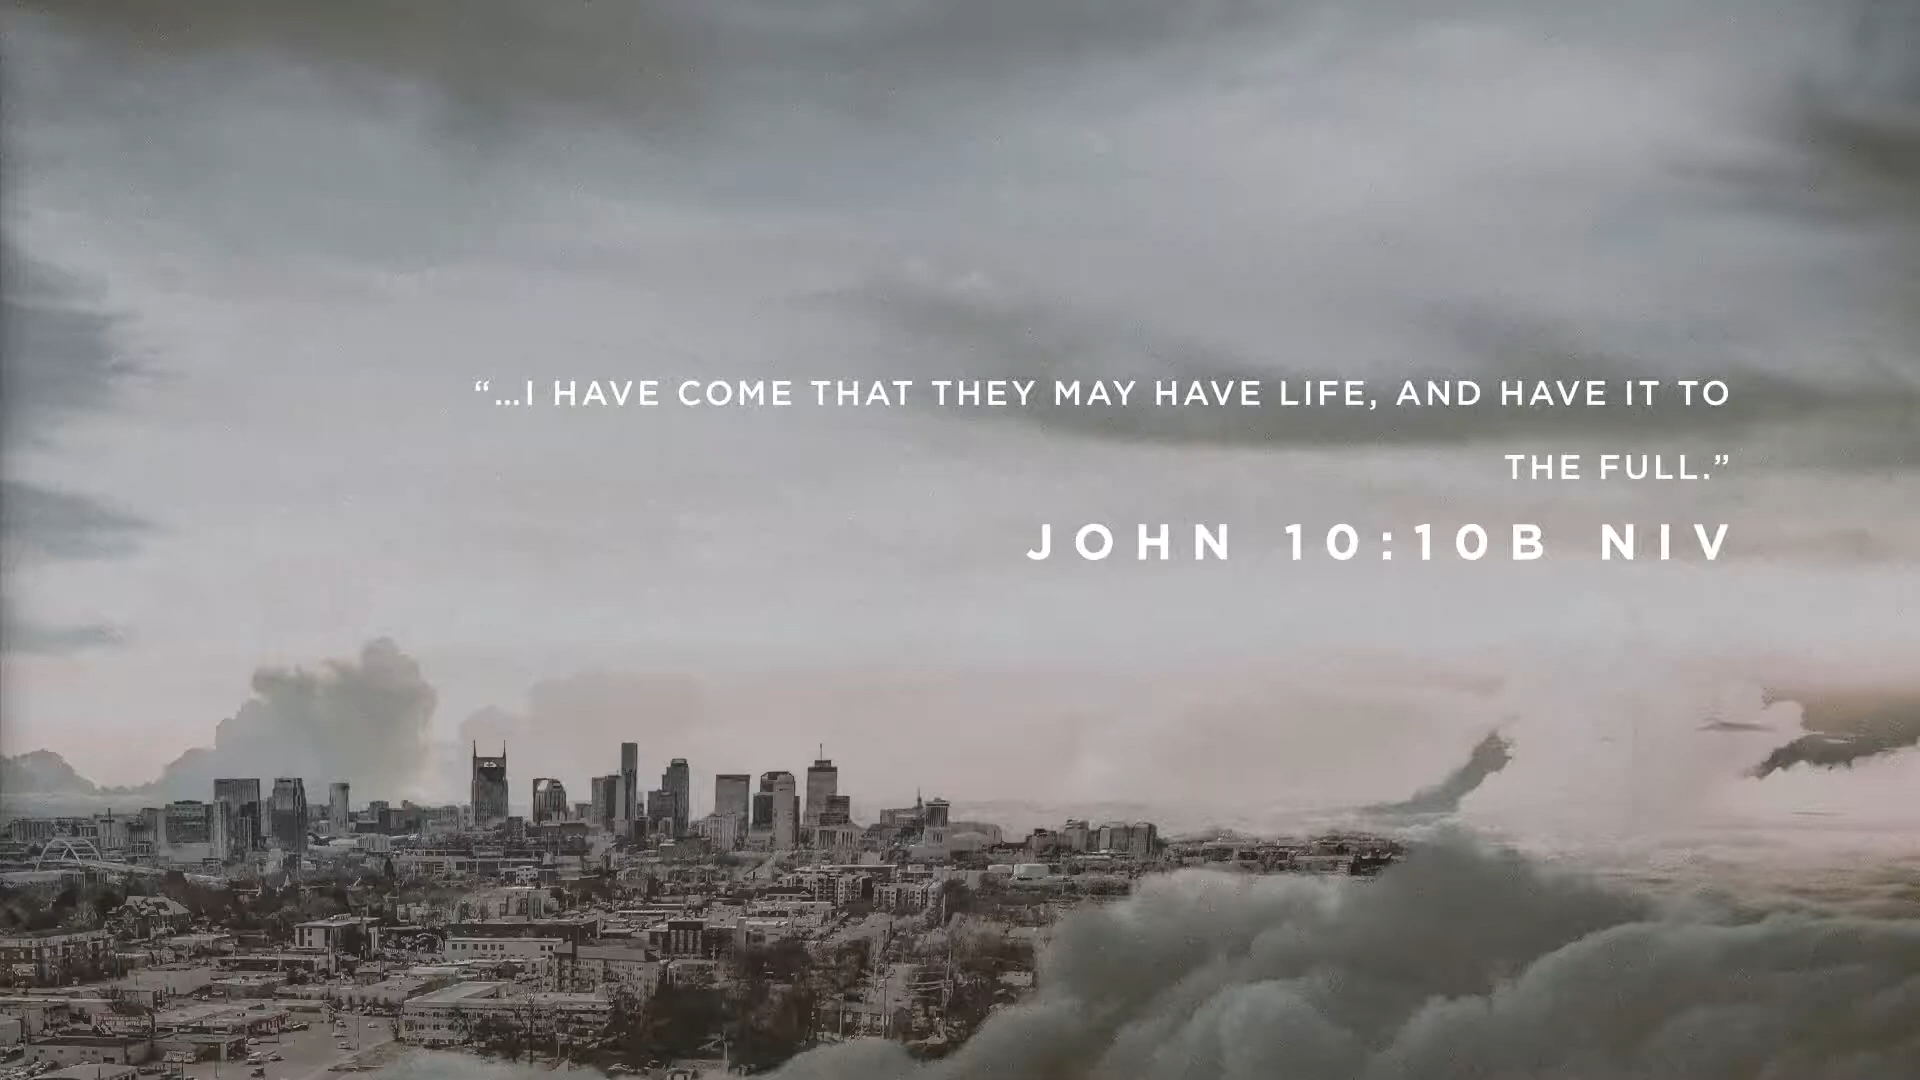 “...I HAVE COME THAT THEY MAY HAVE LIFE, AND HAVE IT TO
THE FULL.”
JOHN 10:10B NIV